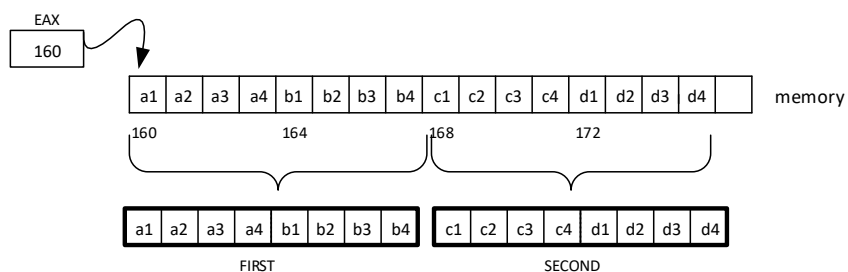 EAX
160
a1 a2 a3 a4 b1 b2 b3 b4 c1 c2 c3 c4 d1 d2 d3 d4 memory
160 164 168 172
a1 a2 a3 a4 b1 b2 b3 b4 c1 c2 c3 c4 d1 d2 d3 d4
FIRST SECOND